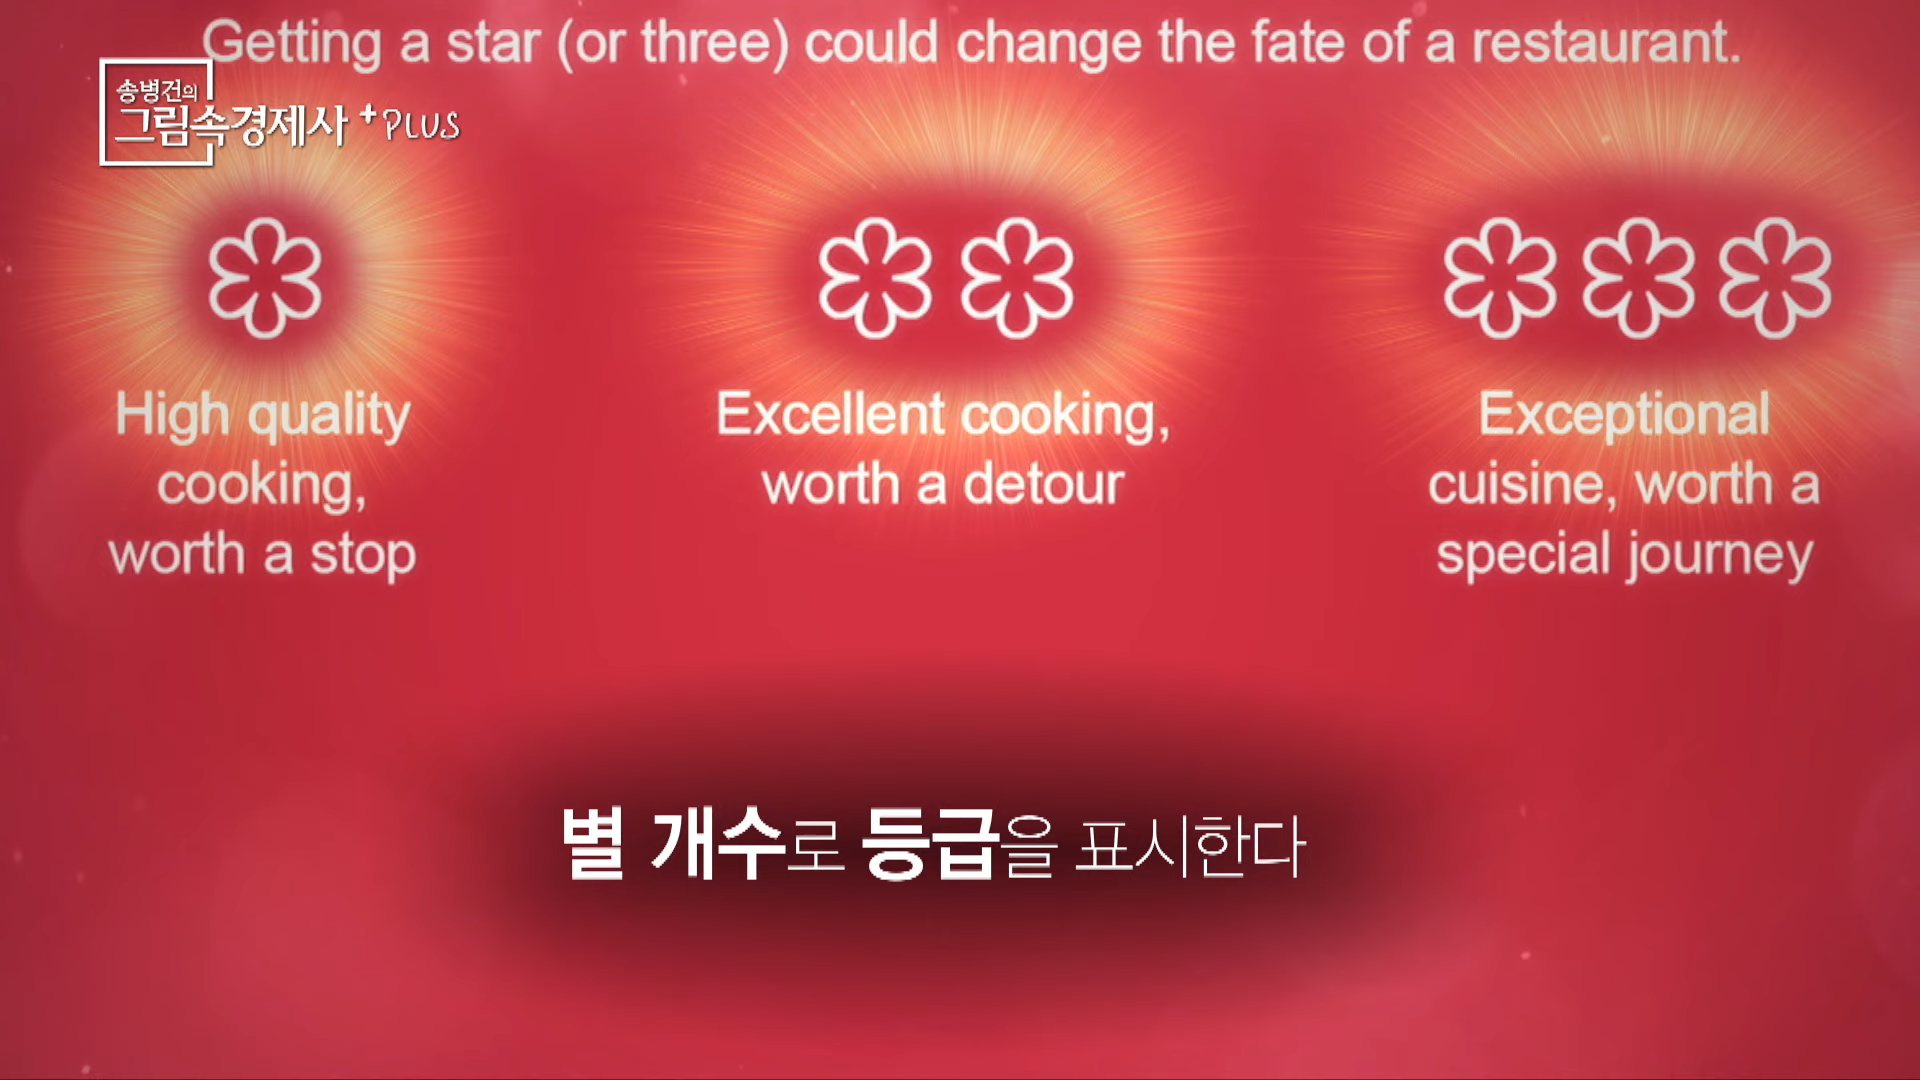 Getting a star (or three) could change the fate of a restaurant.
송병건의
그림속경제사 +PLUS
High quality
cooking,
worth a stop
Excellent cooking,
worth a detour
Exceptional
cuisine, worth a
special journey
별 개수로 등급을 표시한다